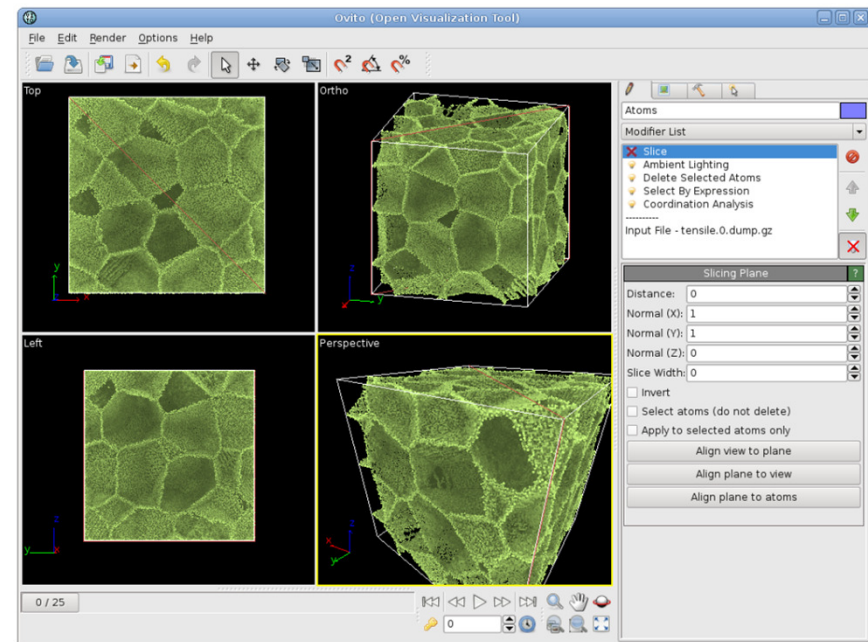 Ovito (Open Visualization Tool)
File Edit Render Options Help
Top
Ortho
y
x
z
y
x
Left
Perspective
z
y
x
z
x
y
0 / 25
0
Atoms
Modifier List
Slice
Ambient Lighting
Delete Selected Atoms
Select By Expression
Coordination Analysis
----------
Input File - tensile.0.dump.gz
Slicing Plane ?
Distance: 0
Normal (X): 1
Normal (Y): 1
Normal (Z): 0
Slice Width: 0
Invert
Select atoms (do not delete)
Apply to selected atoms only
Align view to plane
Align plane to view
Align plane to atoms